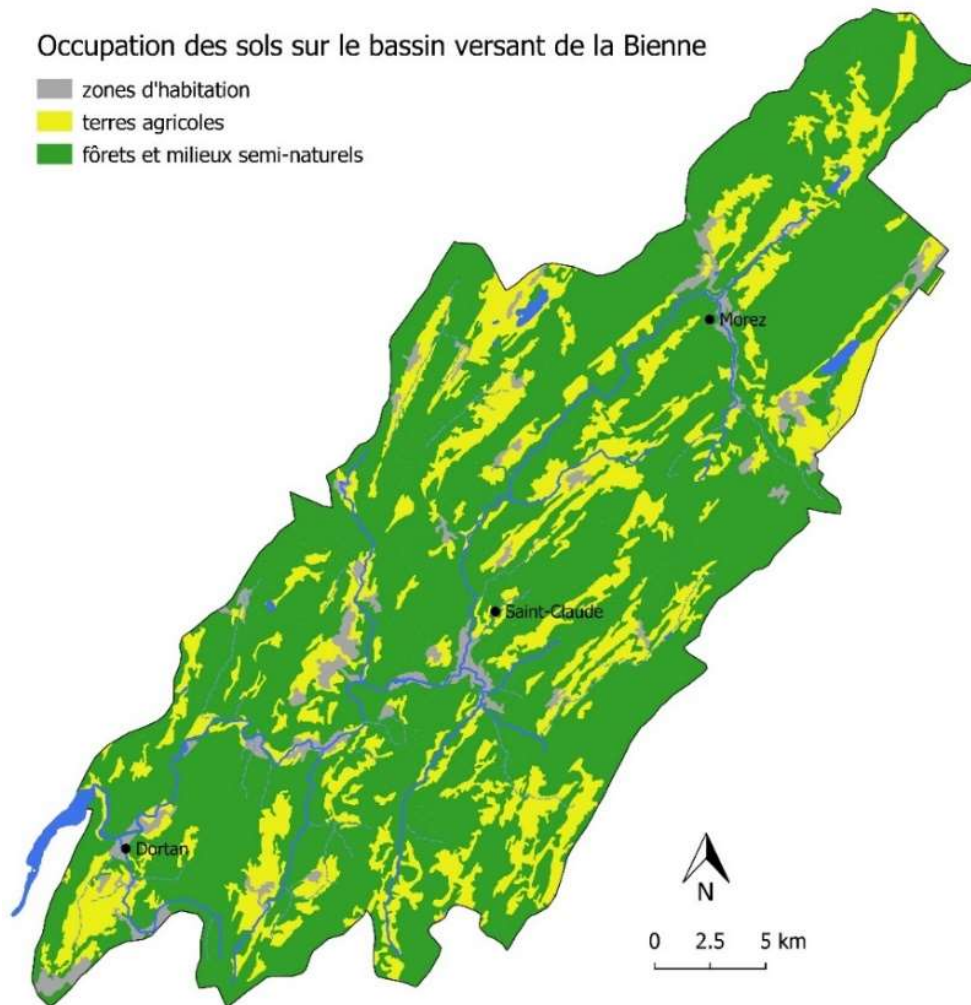 Occupation des sols sur le bassin versant de la Bienne
zones d'habitation
terres agricoles
fôrets et milieux semi-naturels
Morez
Saint-Claude
Dortan
N
0 2.5 5 km